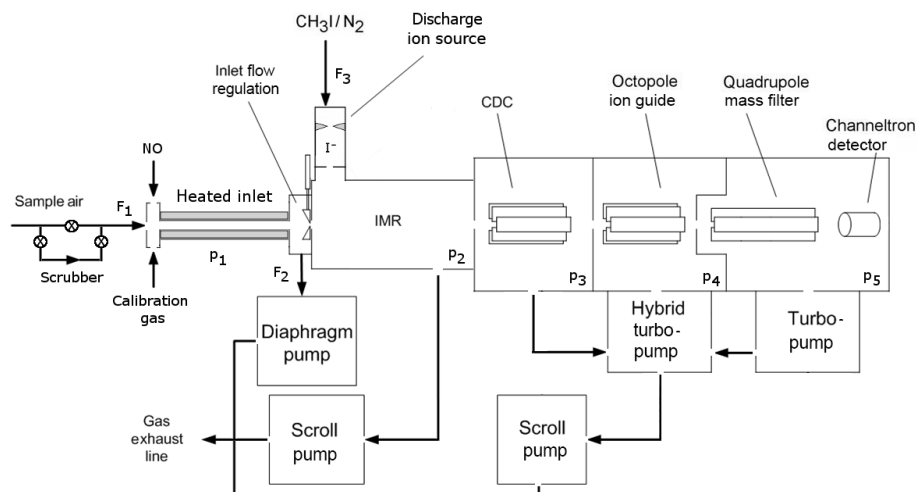 CH3I/ N2
Discharge
ion source
F3
Inlet flow
regulation
Octopole
ion guide
Quadrupole
mass filter
CDC
Channeltron
detector
I-
NO
Heated inlet
Sample air
F1
IMR
p1
p2
p3
p4
p5
Scrubber
F2
Calibration
gas
Diaphragm
pump
Hybrid
turbo-
pump
Turbo-
pump
Gas
exhaust
line
Scroll
pump
Scroll
pump